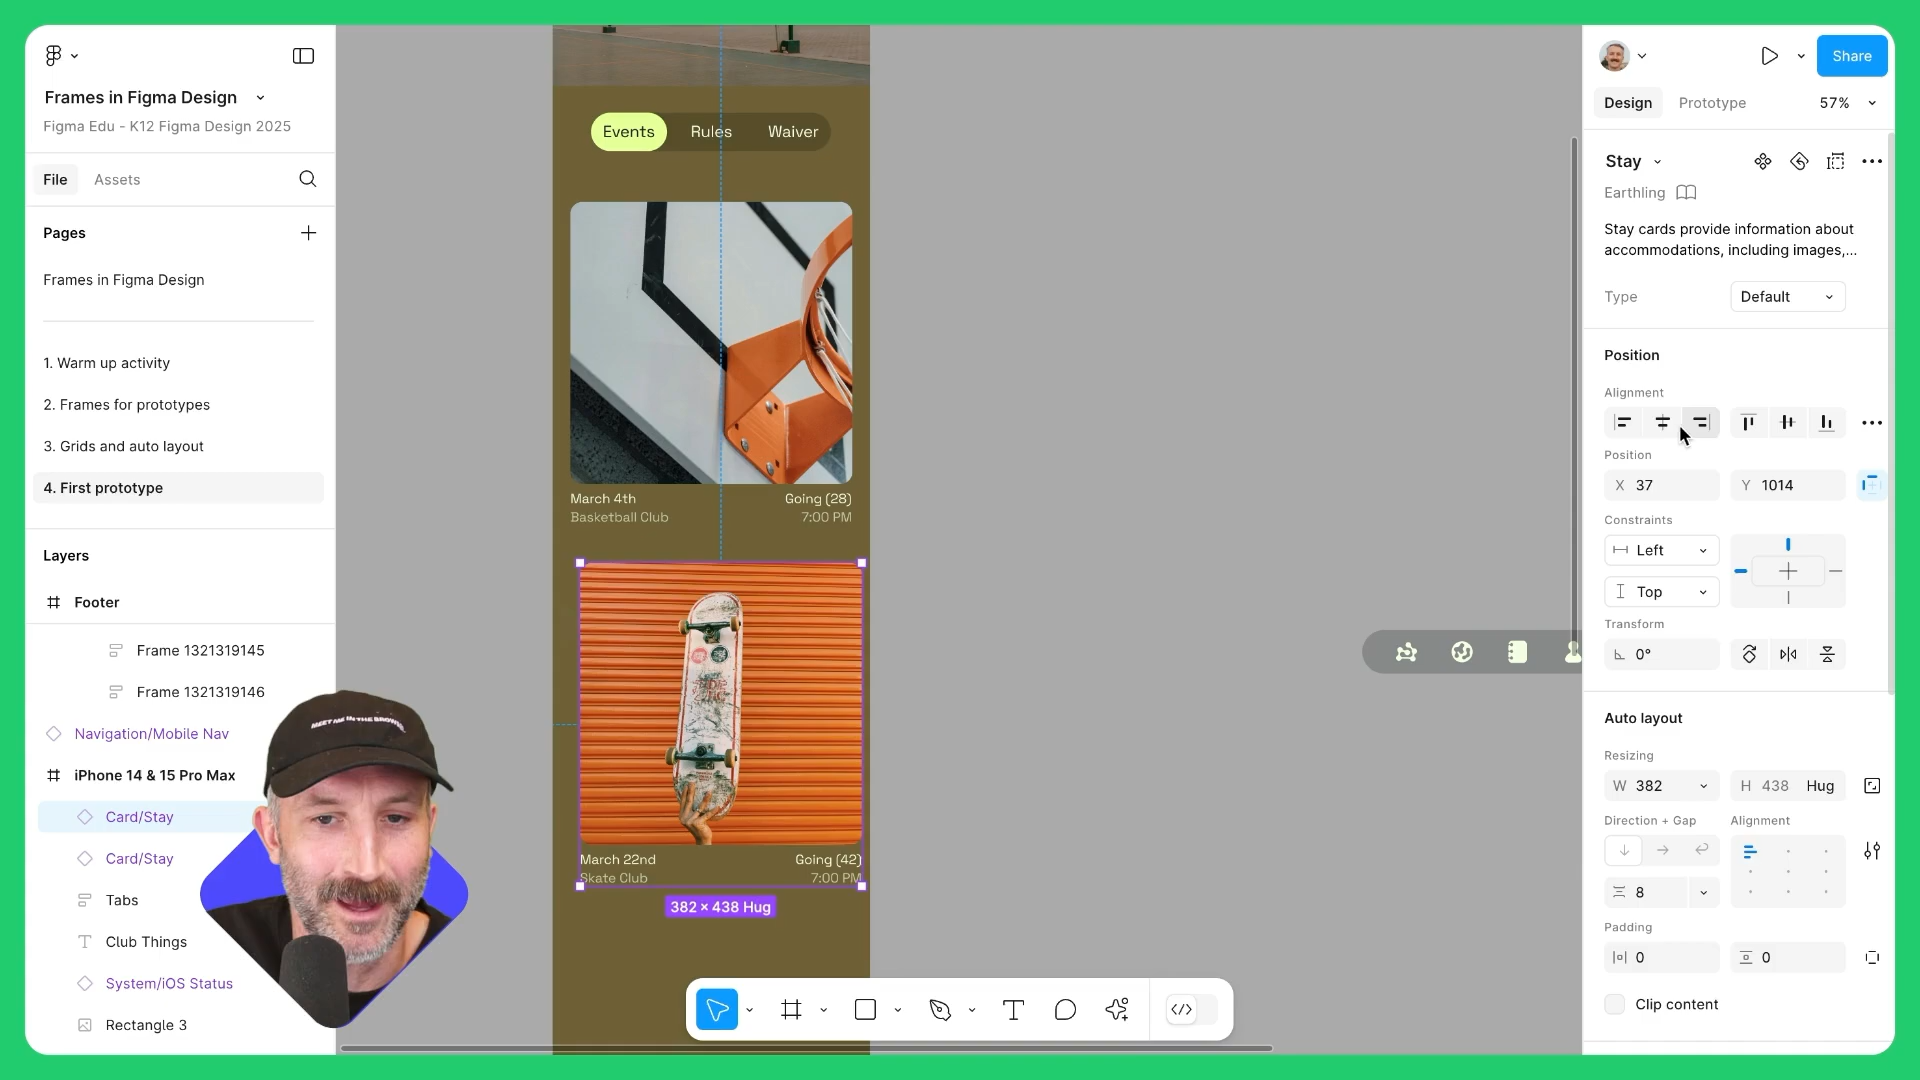 Frames in Figma Design
Figma Edu - K12 Figma Design 2025
File
Assets
Pages
Frames in Figma Design
1. Warm up activity
2. Frames for prototypes
3. Grids and auto layout
4. First prototype
Layers
Footer
Frame 1321319145
Frame 1321319146
Navigation/Mobile Nav
iPhone 14 & 15 Pro Max
Card/Stay
Card/Stay
Tabs
Club Things
System/iOS Status
Rectangle 3
MEET ME IN THE BROWSER
Events
Rules
Waiver
March 4th
Going (28)
Basketball Club
7:00 PM
March 22nd
Going (42)
Skate Club
7:00 PM
382 × 438 Hug
Share
Design
Prototype
57%
Stay
Earthling
Stay cards provide information about
accommodations, including images,...
Type
Default
Position
Alignment
Position
X 37
Y 1014
Constraints
Left
Top
Transform
0°
Auto layout
Resizing
W 382
H 438 Hug
Direction + Gap
Alignment
8
Padding
0
0
Clip content